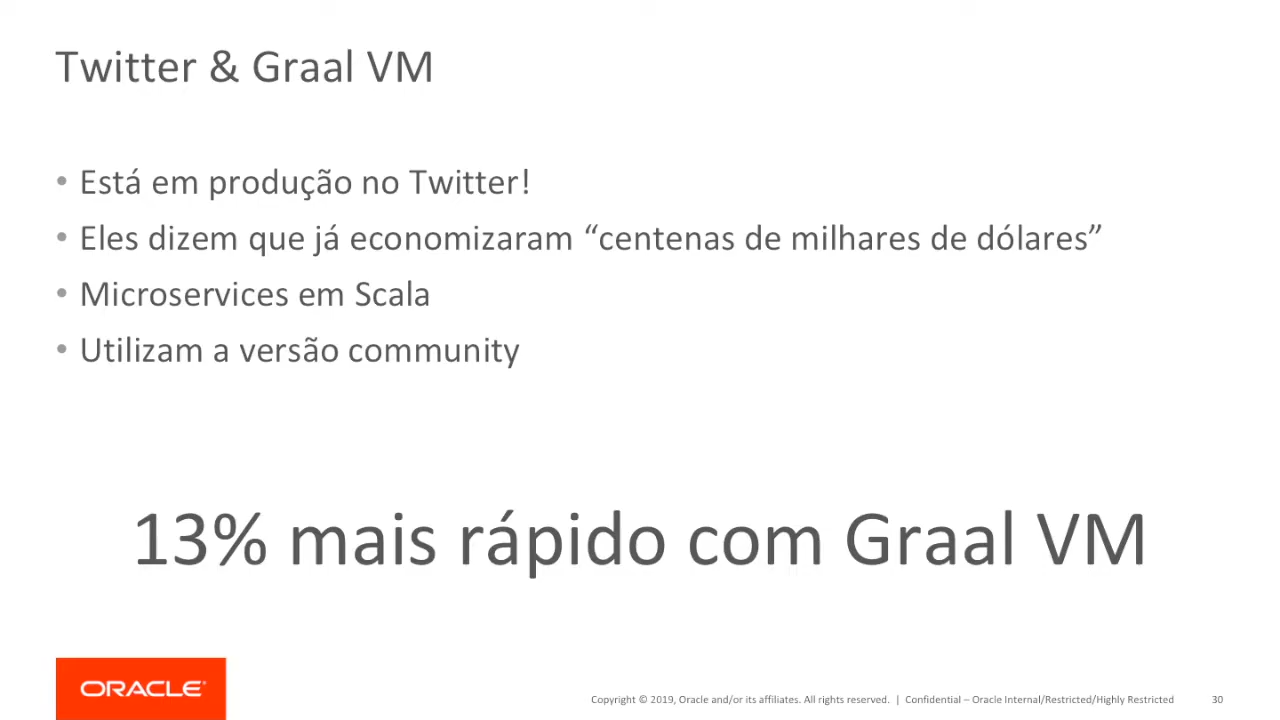 Twitter & Graal VM
• Está em produção no Twitter!
• Eles dizem que já economizaram “centenas de milhares de dólares”
• Microservices em Scala
• Utilizam a versão community
13% mais rápido com Graal VM
ORACLE®
Copyright © 2019, Oracle and/or its affiliates. All rights reserved. | Confidential – Oracle Internal/Restricted/Highly Restricted 30